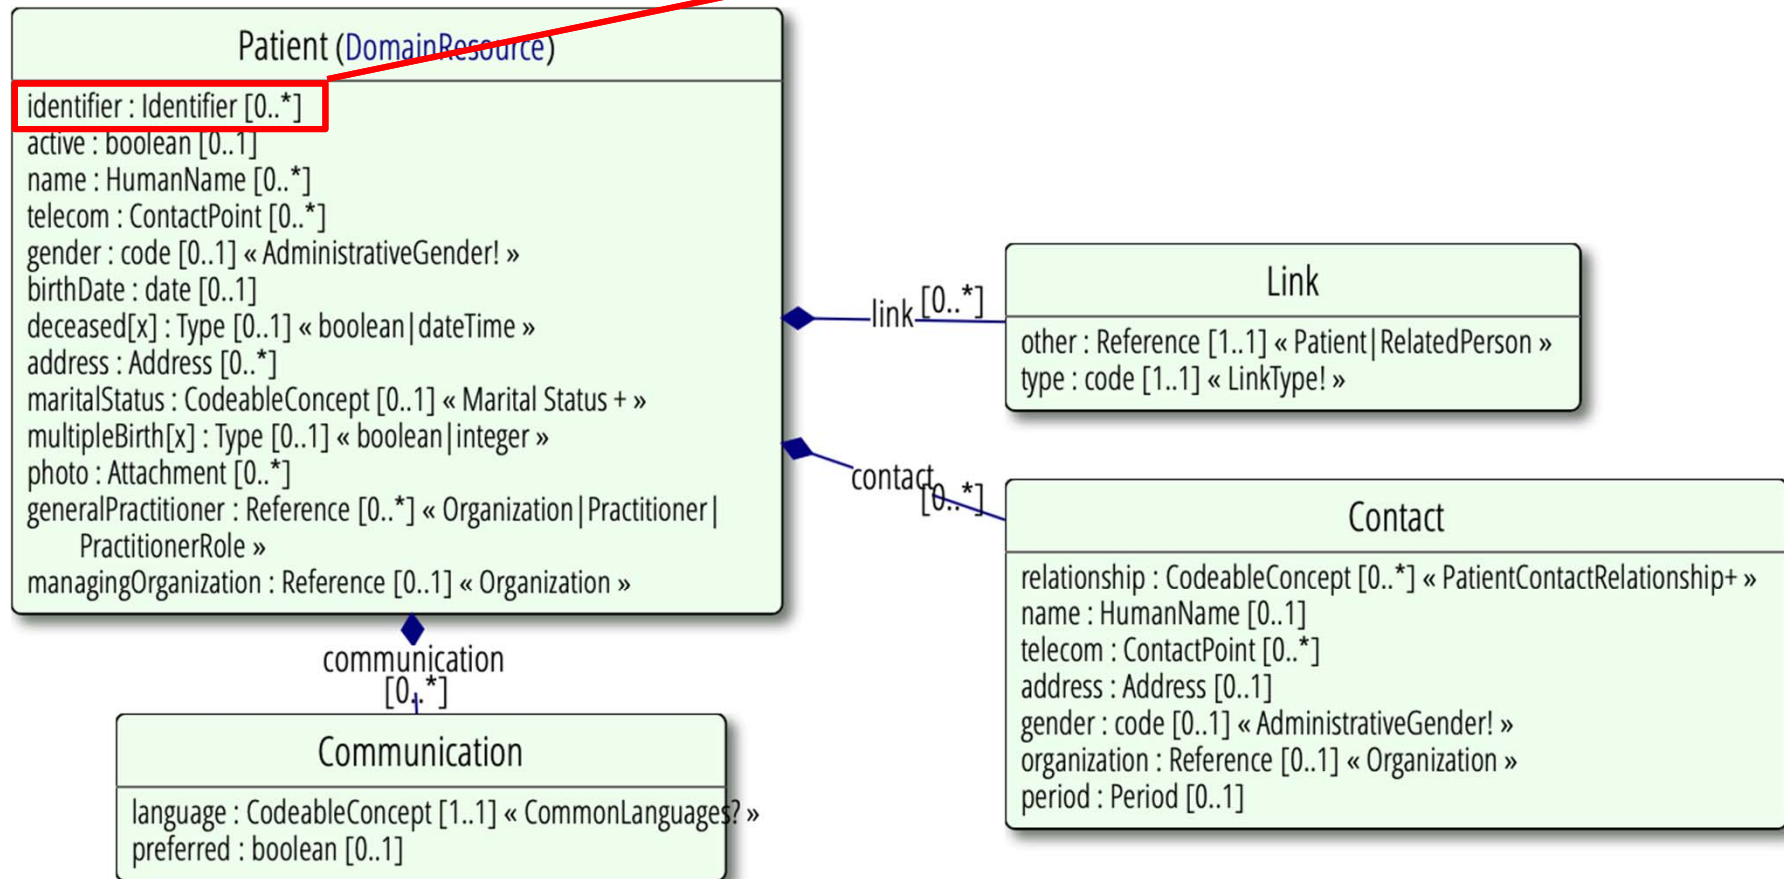 Patient (DomainResource)
identifier : Identifier [0..*]
active : boolean [0..1]
name : HumanName [0..*]
telecom : ContactPoint [0..*]
gender : code [0..1] « AdministrativeGender! »
birthDate : date [0..1]
deceased[x] : Type [0..1] « boolean|dateTime »
address : Address [0..*]
maritalStatus : CodeableConcept [0..1] « Marital Status + »
multipleBirth[x] : Type [0..1] « boolean|integer »
photo : Attachment [0..*]
generalPractitioner : Reference [0..*] « Organization|Practitioner|
PractitionerRole »
managingOrganization : Reference [0..1] « Organization »
link [0..*]
Link
other : Reference [1..1] « Patient|RelatedPerson »
type : code [1..1] « LinkType! »
contact
[0..*]
Contact
relationship : CodeableConcept [0..*] « PatientContactRelationship+ »
name : HumanName [0..1]
telecom : ContactPoint [0..*]
address : Address [0..1]
gender : code [0..1] « AdministrativeGender! »
organization : Reference [0..1] « Organization »
period : Period [0..1]
communication
[0..*]
Communication
language : CodeableConcept [1..1] « CommonLanguages? »
preferred : boolean [0..1]